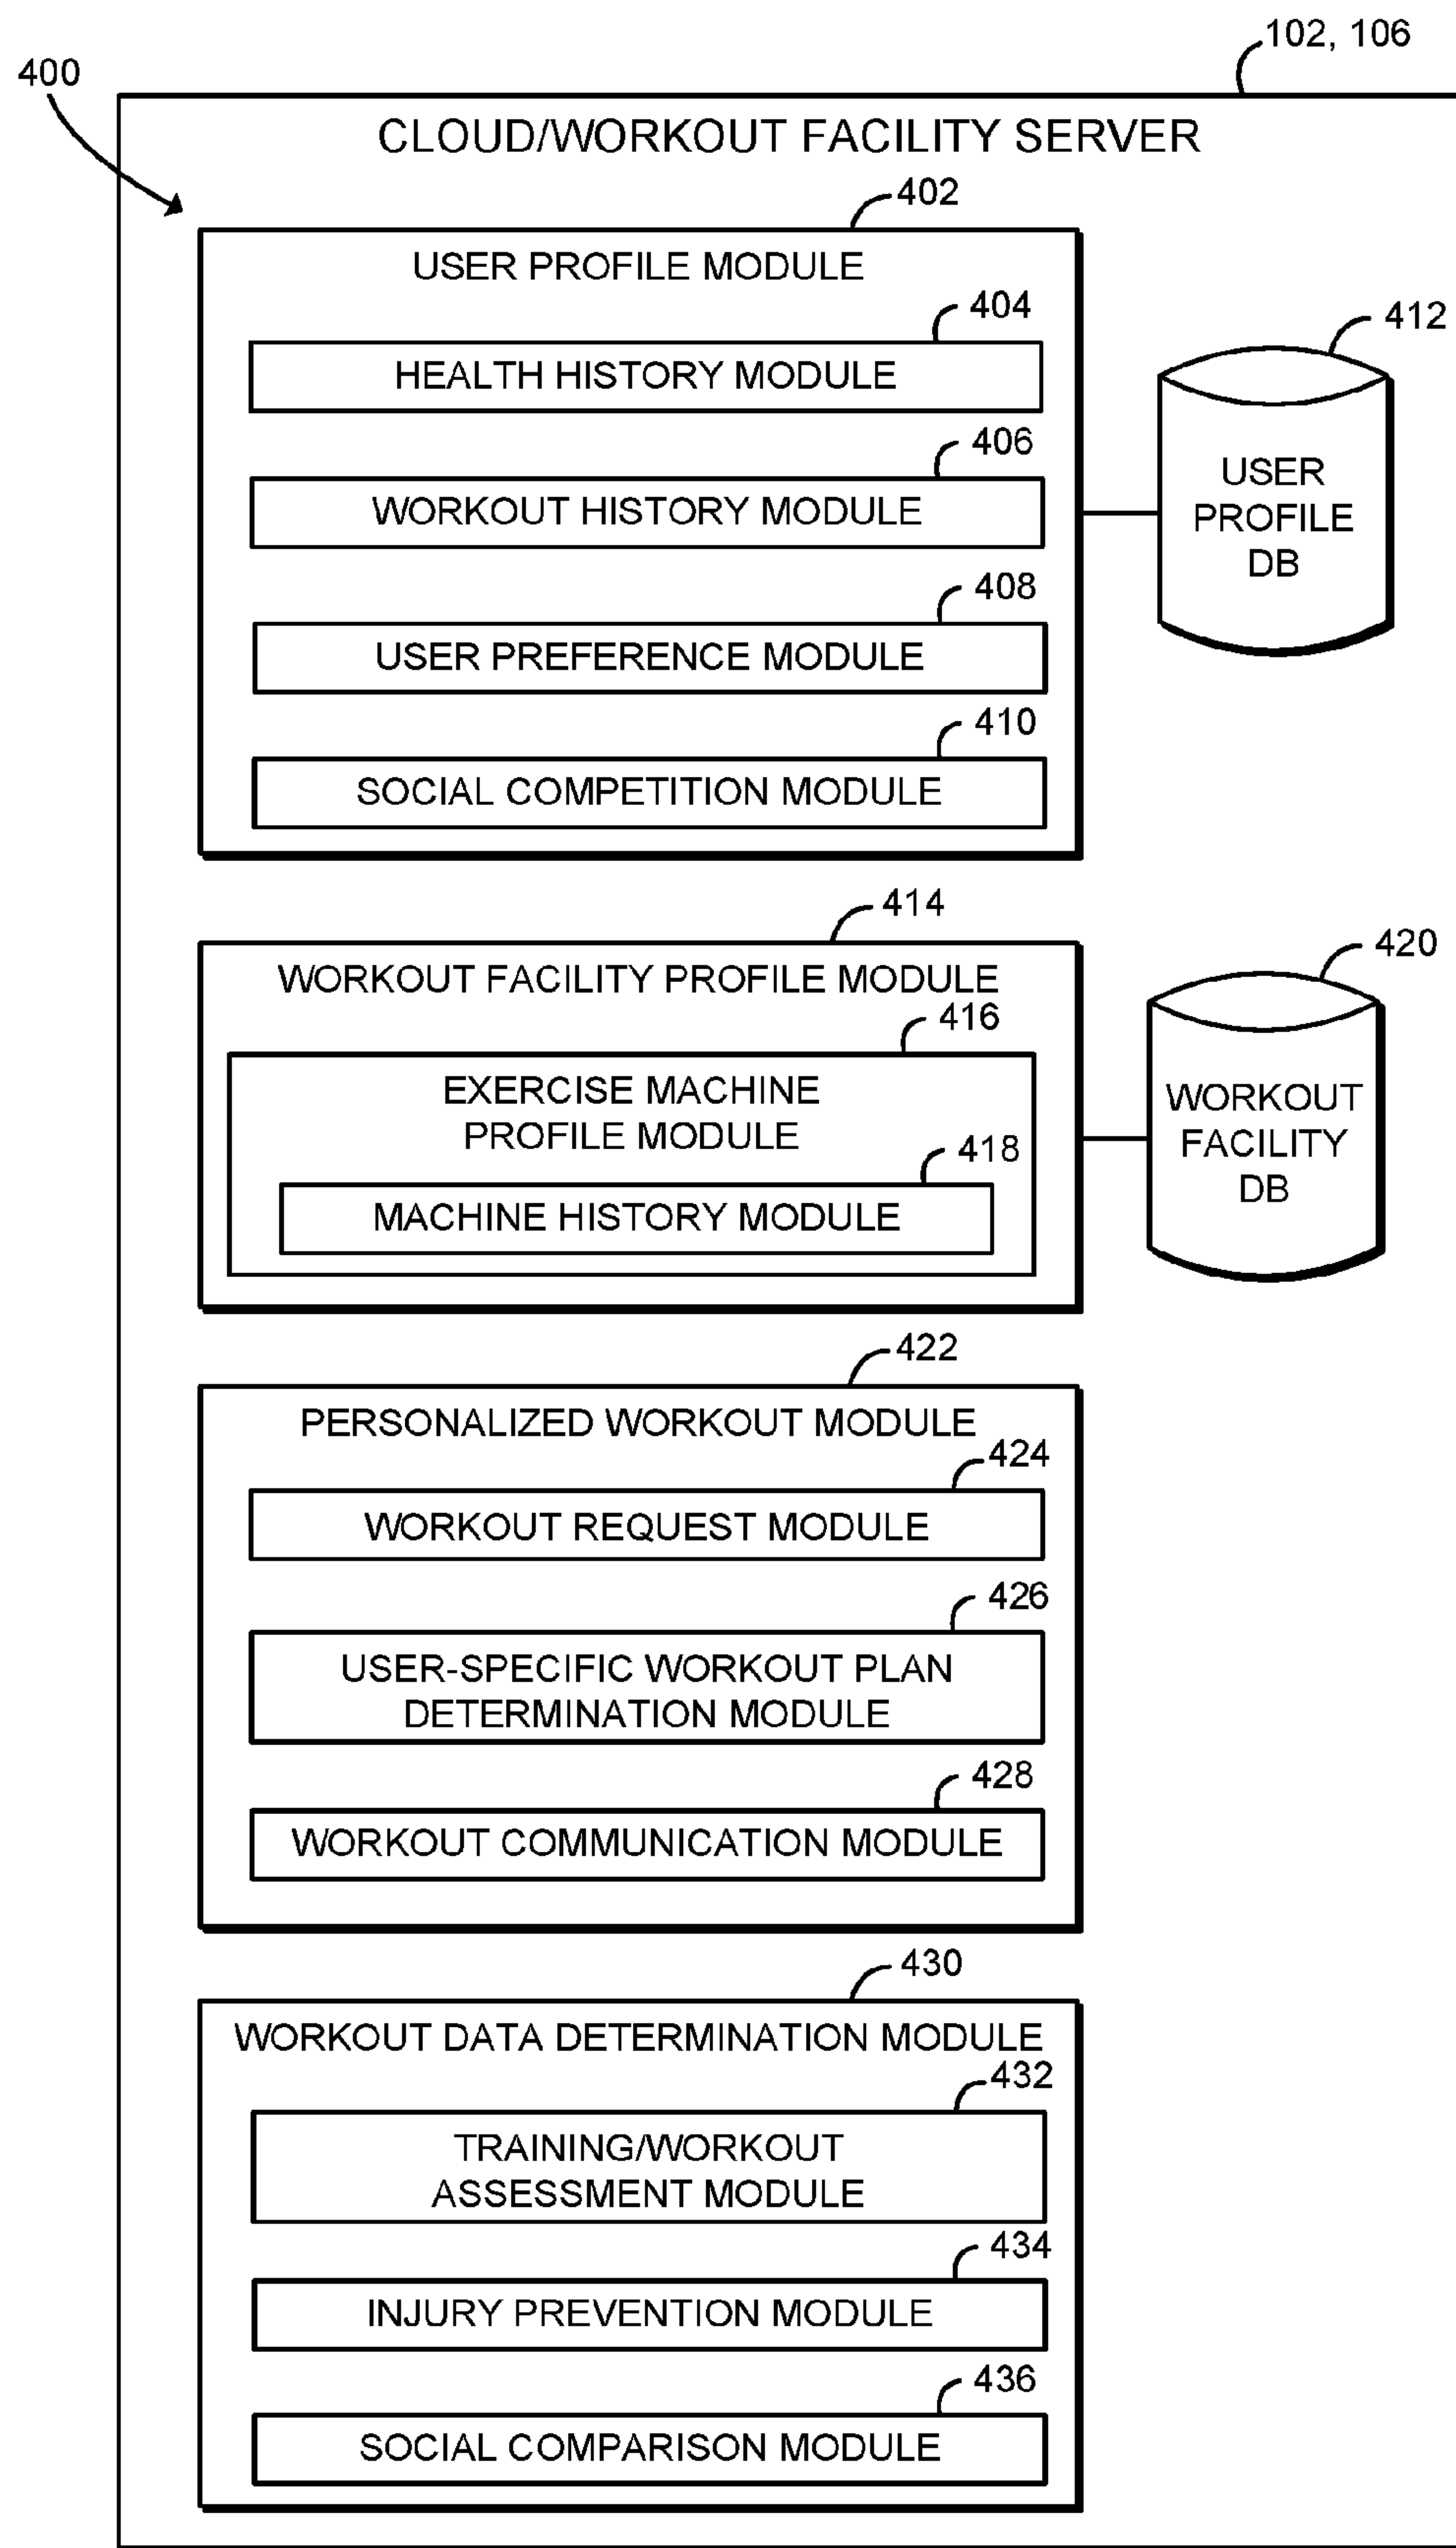 102, 106
400
CLOUD/WORKOUT FACILITY SERVER
402
USER PROFILE MODULE
404
HEALTH HISTORY MODULE
406
WORKOUT HISTORY MODULE
408
USER PREFERENCE MODULE
410
SOCIAL COMPETITION MODULE
412
USER
PROFILE
DB
414
WORKOUT FACILITY PROFILE MODULE
416
EXERCISE MACHINE
PROFILE MODULE
418
MACHINE HISTORY MODULE
420
WORKOUT
FACILITY
DB
422
PERSONALIZED WORKOUT MODULE
424
WORKOUT REQUEST MODULE
426
USER-SPECIFIC WORKOUT PLAN
DETERMINATION MODULE
428
WORKOUT COMMUNICATION MODULE
430
WORKOUT DATA DETERMINATION MODULE
432
TRAINING/WORKOUT
ASSESSMENT MODULE
434
INJURY PREVENTION MODULE
436
SOCIAL COMPARISON MODULE